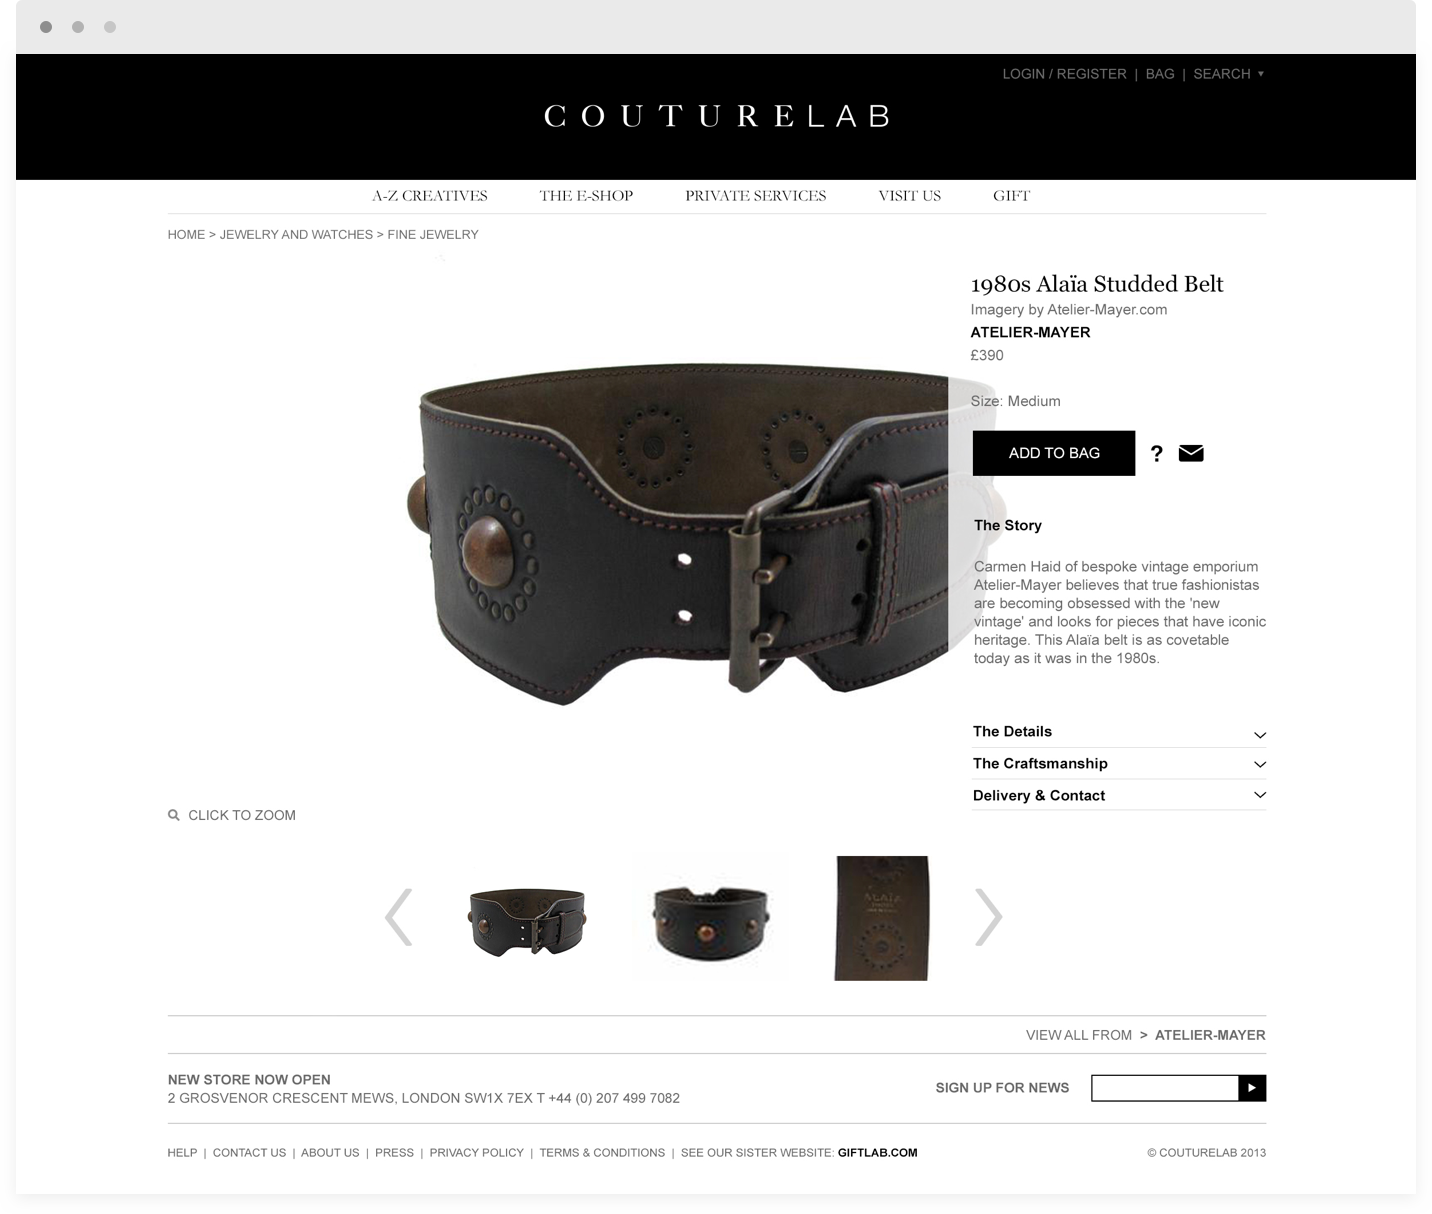 LOGIN / REGISTER | BAG | SEARCH ▼
COUTURELAB
A-Z CREATIVES THE E-SHOP PRIVATE SERVICES VISIT US GIFT
HOME > JEWELRY AND WATCHES > FINE JEWELRY
1980s Alaïa Studded Belt
Imagery by Atelier-Mayer.com
ATELIER-MAYER
£390
Size: Medium
ADD TO BAG ?
The Story
Carmen Haid of bespoke vintage emporium
Atelier-Mayer believes that true fashionistas
are becoming obsessed with the 'new
vintage' and looks for pieces that have iconic
heritage. This Alaïa belt is as covetable
today as it was in the 1980s.
The Details
The Craftsmanship
Delivery & Contact
CLICK TO ZOOM
ALAÏA
VIEW ALL FROM > ATELIER-MAYER
NEW STORE NOW OPEN
2 GROSVENOR CRESCENT MEWS, LONDON SW1X 7EX T +44 (0) 207 499 7082
SIGN UP FOR NEWS
HELP | CONTACT US | ABOUT US | PRESS | PRIVACY POLICY | TERMS & CONDITIONS | SEE OUR SISTER WEBSITE: GIFTLAB.COM
© COUTURELAB 2013